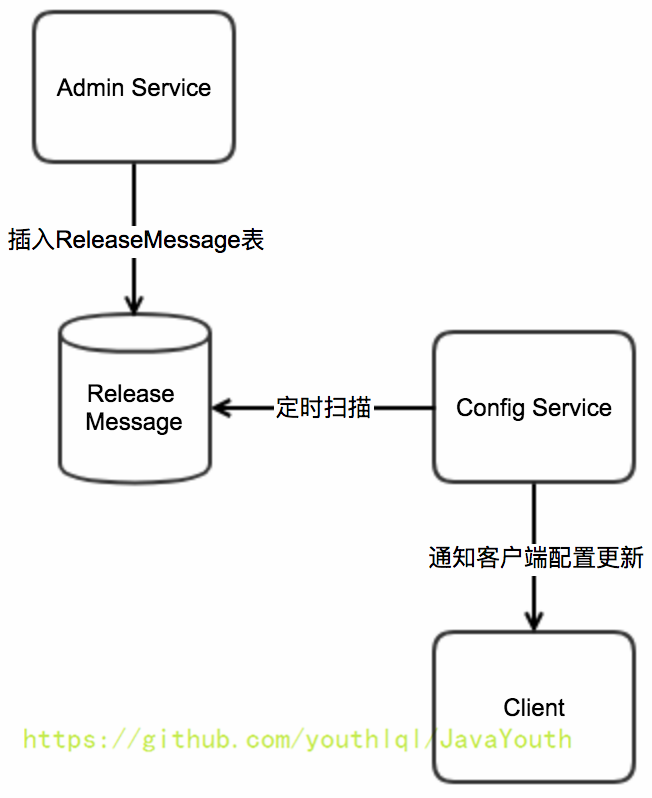 Admin Service
插入ReleaseMessage表
Release
Message
定时扫描
Config Service
通知客户端配置更新
Client
https://github.com/youthlql/JavaYouth